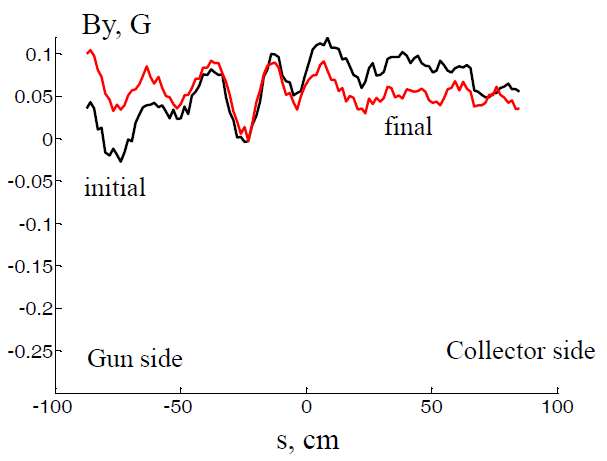 By, G
0.1
0.05
0
-0.05
-0.1
-0.15
-0.2
-0.25
final
initial
Gun side
Collector side
-100
-50
0
50
100
s, cm